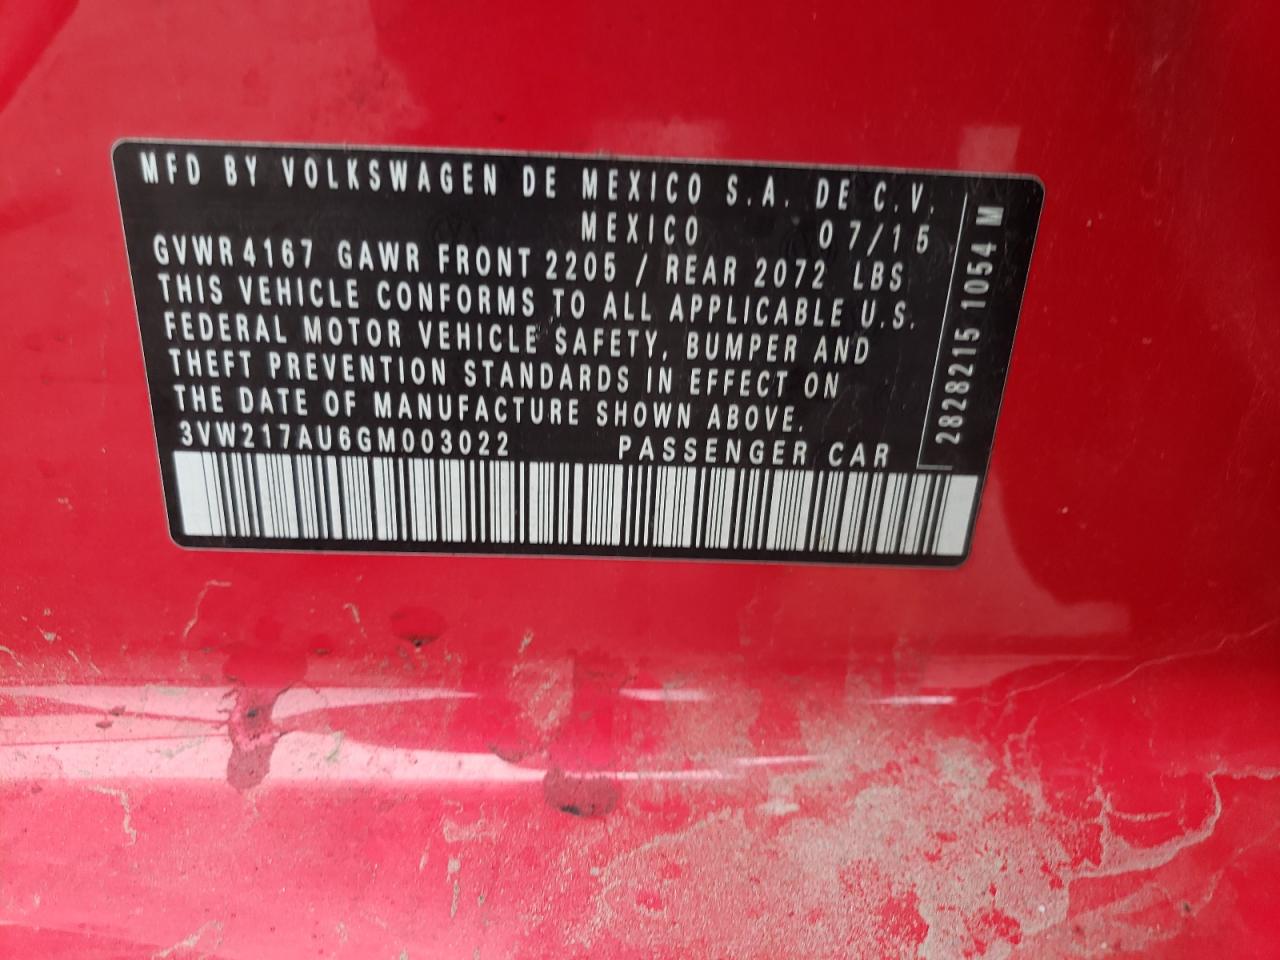 MFD BY VOLKSWAGEN DE MEXICO S.A. DE C.V.
MEXICO 07/15
GVWR 4167 GAWR FRONT 2205 / REAR 2072 LBS
THIS VEHICLE CONFORMS TO ALL APPLICABLE U.S.
FEDERAL MOTOR VEHICLE SAFETY, BUMPER AND
THEFT PREVENTION STANDARDS IN EFFECT ON
THE DATE OF MANUFACTURE SHOWN ABOVE.
3VW217AU6GM003022 PASSENGER CAR
2828215 1054 M